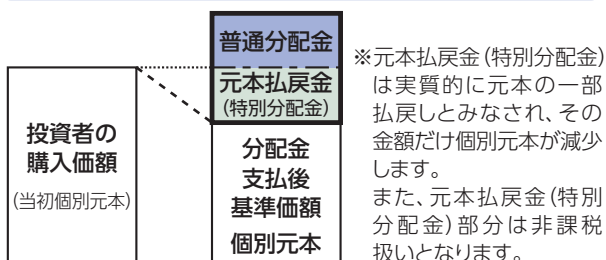 普通分配金
元本払戻金
(特別分配金)
投資者の
購入価額
(当初個別元本)
分配金
支払後
基準価額
個別元本
※元本払戻金(特別分配金)
は実質的に元本の一部
払戻しとみなされ、その
金額だけ個別元本が減少
します。
また、元本払戻金(特別
分配金)部分は非課税
扱いとなります。